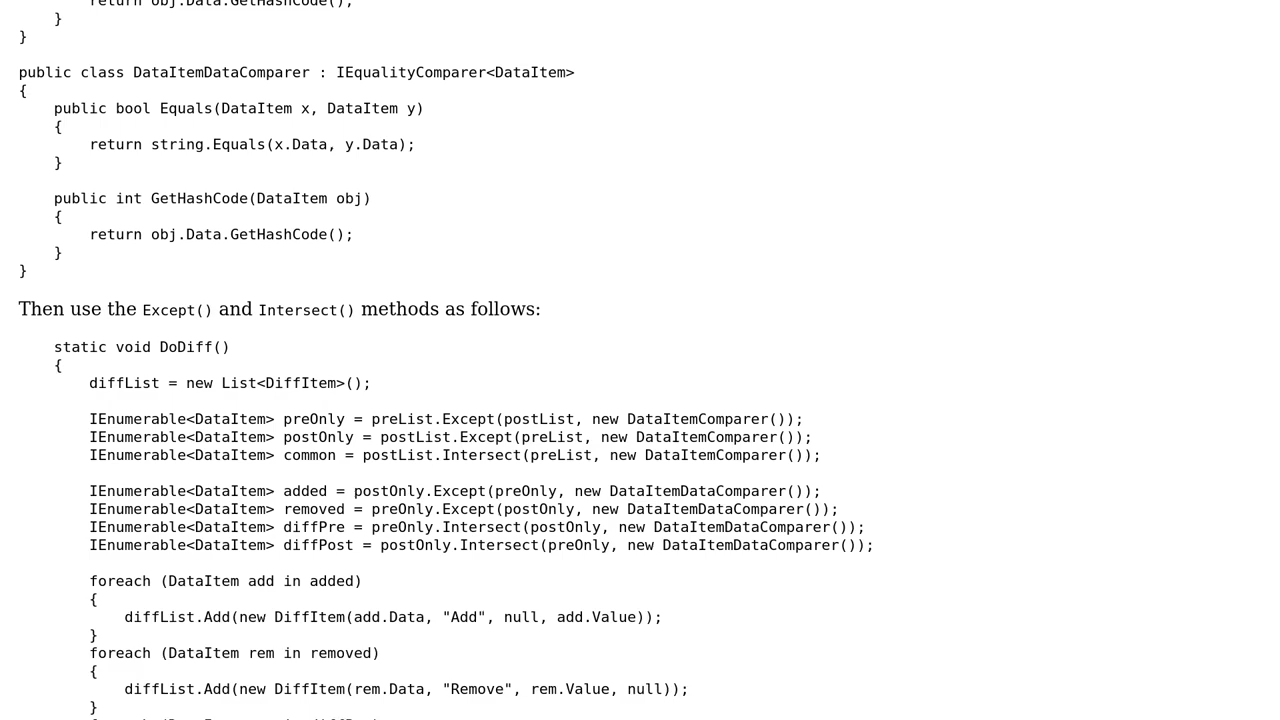 return obj.Data.GetHashCode();
    }
}

public class DataItemDataComparer : IEqualityComparer<DataItem>
{
    public bool Equals(DataItem x, DataItem y)
    {
        return string.Equals(x.Data, y.Data);
    }

    public int GetHashCode(DataItem obj)
    {
        return obj.Data.GetHashCode();
    }
}

Then use the Except() and Intersect() methods as follows:

    static void DoDiff()
    {
        diffList = new List<DiffItem>();

        IEnumerable<DataItem> preOnly = preList.Except(postList, new DataItemComparer());
        IEnumerable<DataItem> postOnly = postList.Except(preList, new DataItemComparer());
        IEnumerable<DataItem> common = postList.Intersect(preList, new DataItemComparer());

        IEnumerable<DataItem> added = postOnly.Except(preOnly, new DataItemDataComparer());
        IEnumerable<DataItem> removed = preOnly.Except(postOnly, new DataItemDataComparer());
        IEnumerable<DataItem> diffPre = preOnly.Intersect(postOnly, new DataItemDataComparer());
        IEnumerable<DataItem> diffPost = postOnly.Intersect(preOnly, new DataItemDataComparer());

        foreach (DataItem add in added)
        {
            diffList.Add(new DiffItem(add.Data, "Add", null, add.Value));
        }
        foreach (DataItem rem in removed)
        {
            diffList.Add(new DiffItem(rem.Data, "Remove", rem.Value, null));
        }